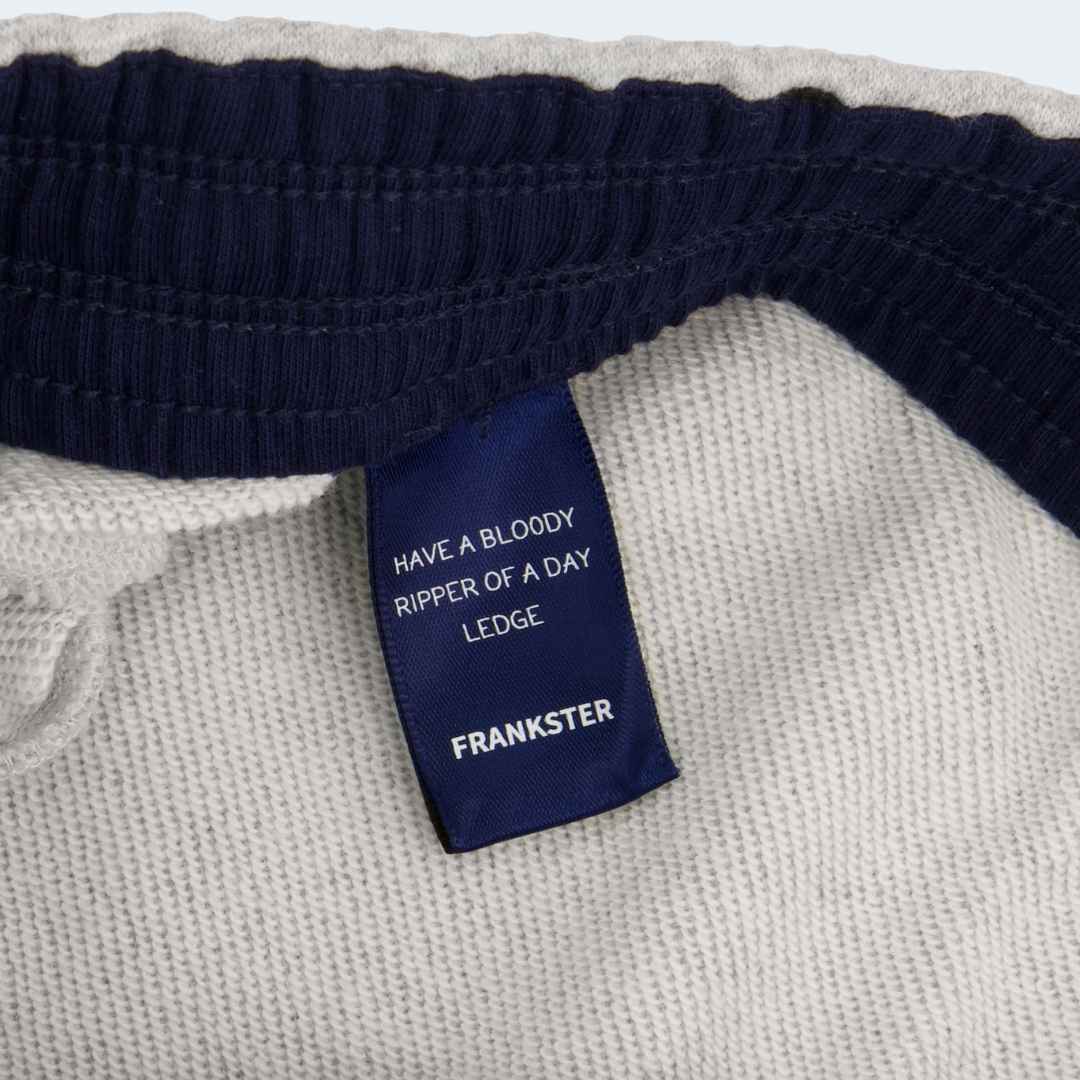 HAVE A BLOODY
RIPPER OF A DAY
LEDGE
FRANKSTER